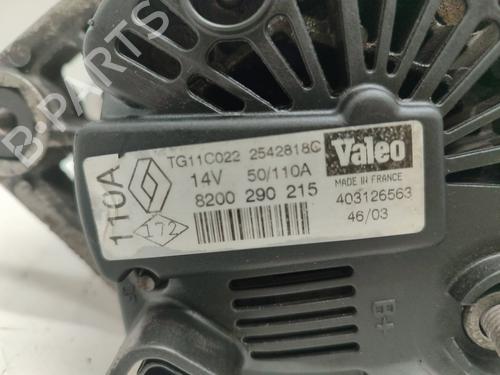 B-PARTS
110A
TG11C022 2542818C
14V 50/110A
8200 290 215
172
Valeo
MADE IN FRANCE
403126563
46/03
B+